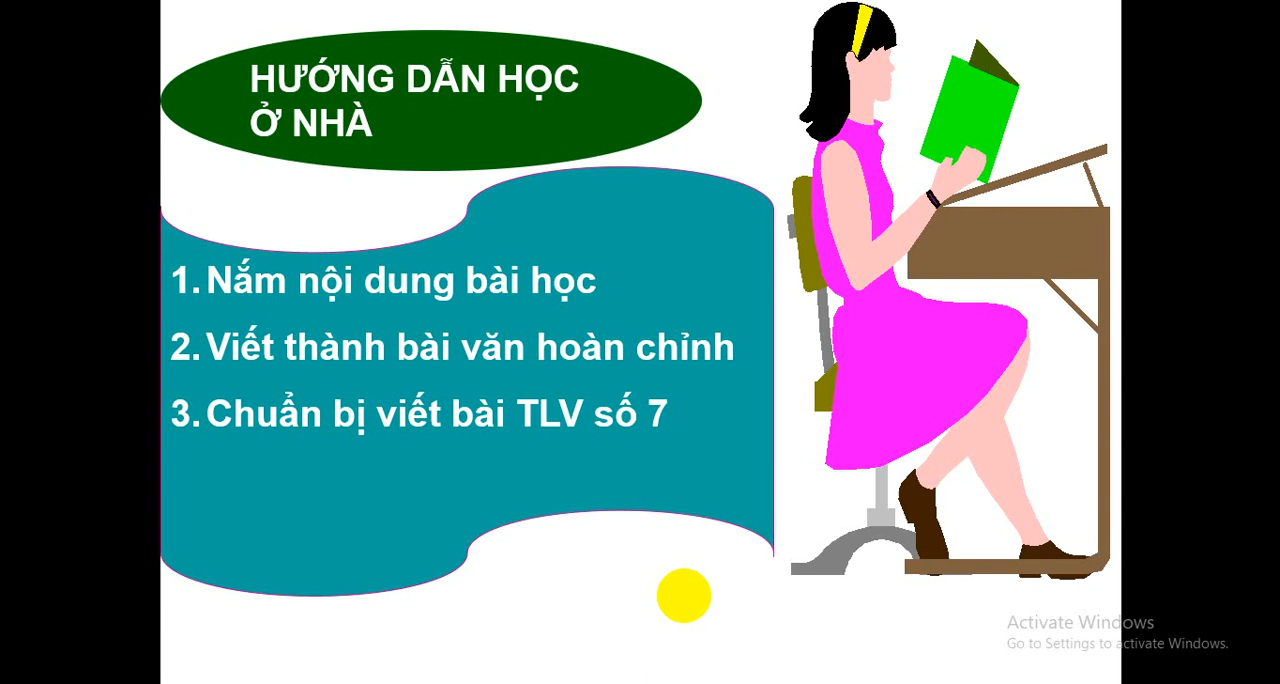 HƯỚNG DẪN HỌC
Ở NHÀ
1. Nắm nội dung bài học
2. Viết thành bài văn hoàn chỉnh
3. Chuẩn bị viết bài TLV số 7
Activate Windows
Go to Settings to activate Windows.